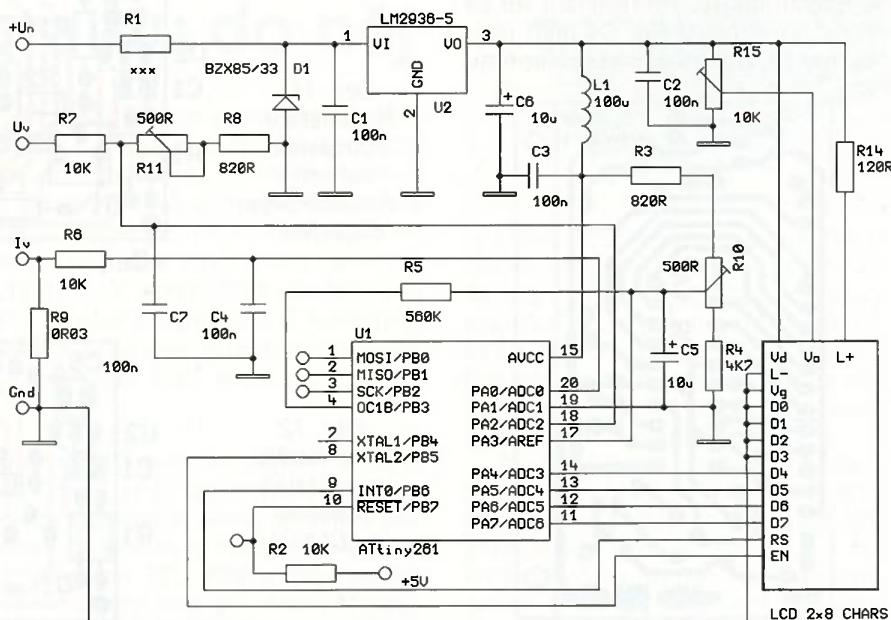 LM2936-5
+Un
R1
xxx
1
VI
VO
3
GND
2
U2
BZX85/33
D1
C1
100n
C6
10u
L1
100u
C2
100n
R15
10K
R14
120R
Uv
R7
10K
500R
R11
R8
820R
C3
100n
R3
820R
Iv
R6
10K
R9
0R03
C7
100n
C4
100n
R5
560K
500R
R10
C5
10u
R4
4K7
Gnd
U1
1 MOSI/PB0
2 MISO/PB1
3 SCK/PB2
4 OC1B/PB3
7 XTAL1/PB4
8 XTAL2/PB5
9 INT0/PB6
10 RESET/PB7
AVCC 15
PA0/ADC0 20
PA1/ADC1 19
PA2/ADC2 18
PA3/AREF 17
PA4/ADC3 14
PA5/ADC4 13
PA6/ADC5 12
PA7/ADC6 11
ATtiny261
R2 10K
+5V
Vd Vo L+
L-
Vg
D0
D1
D2
D3
D4
D5
D6
D7
RS
EN
LCD 2x8 CHARS